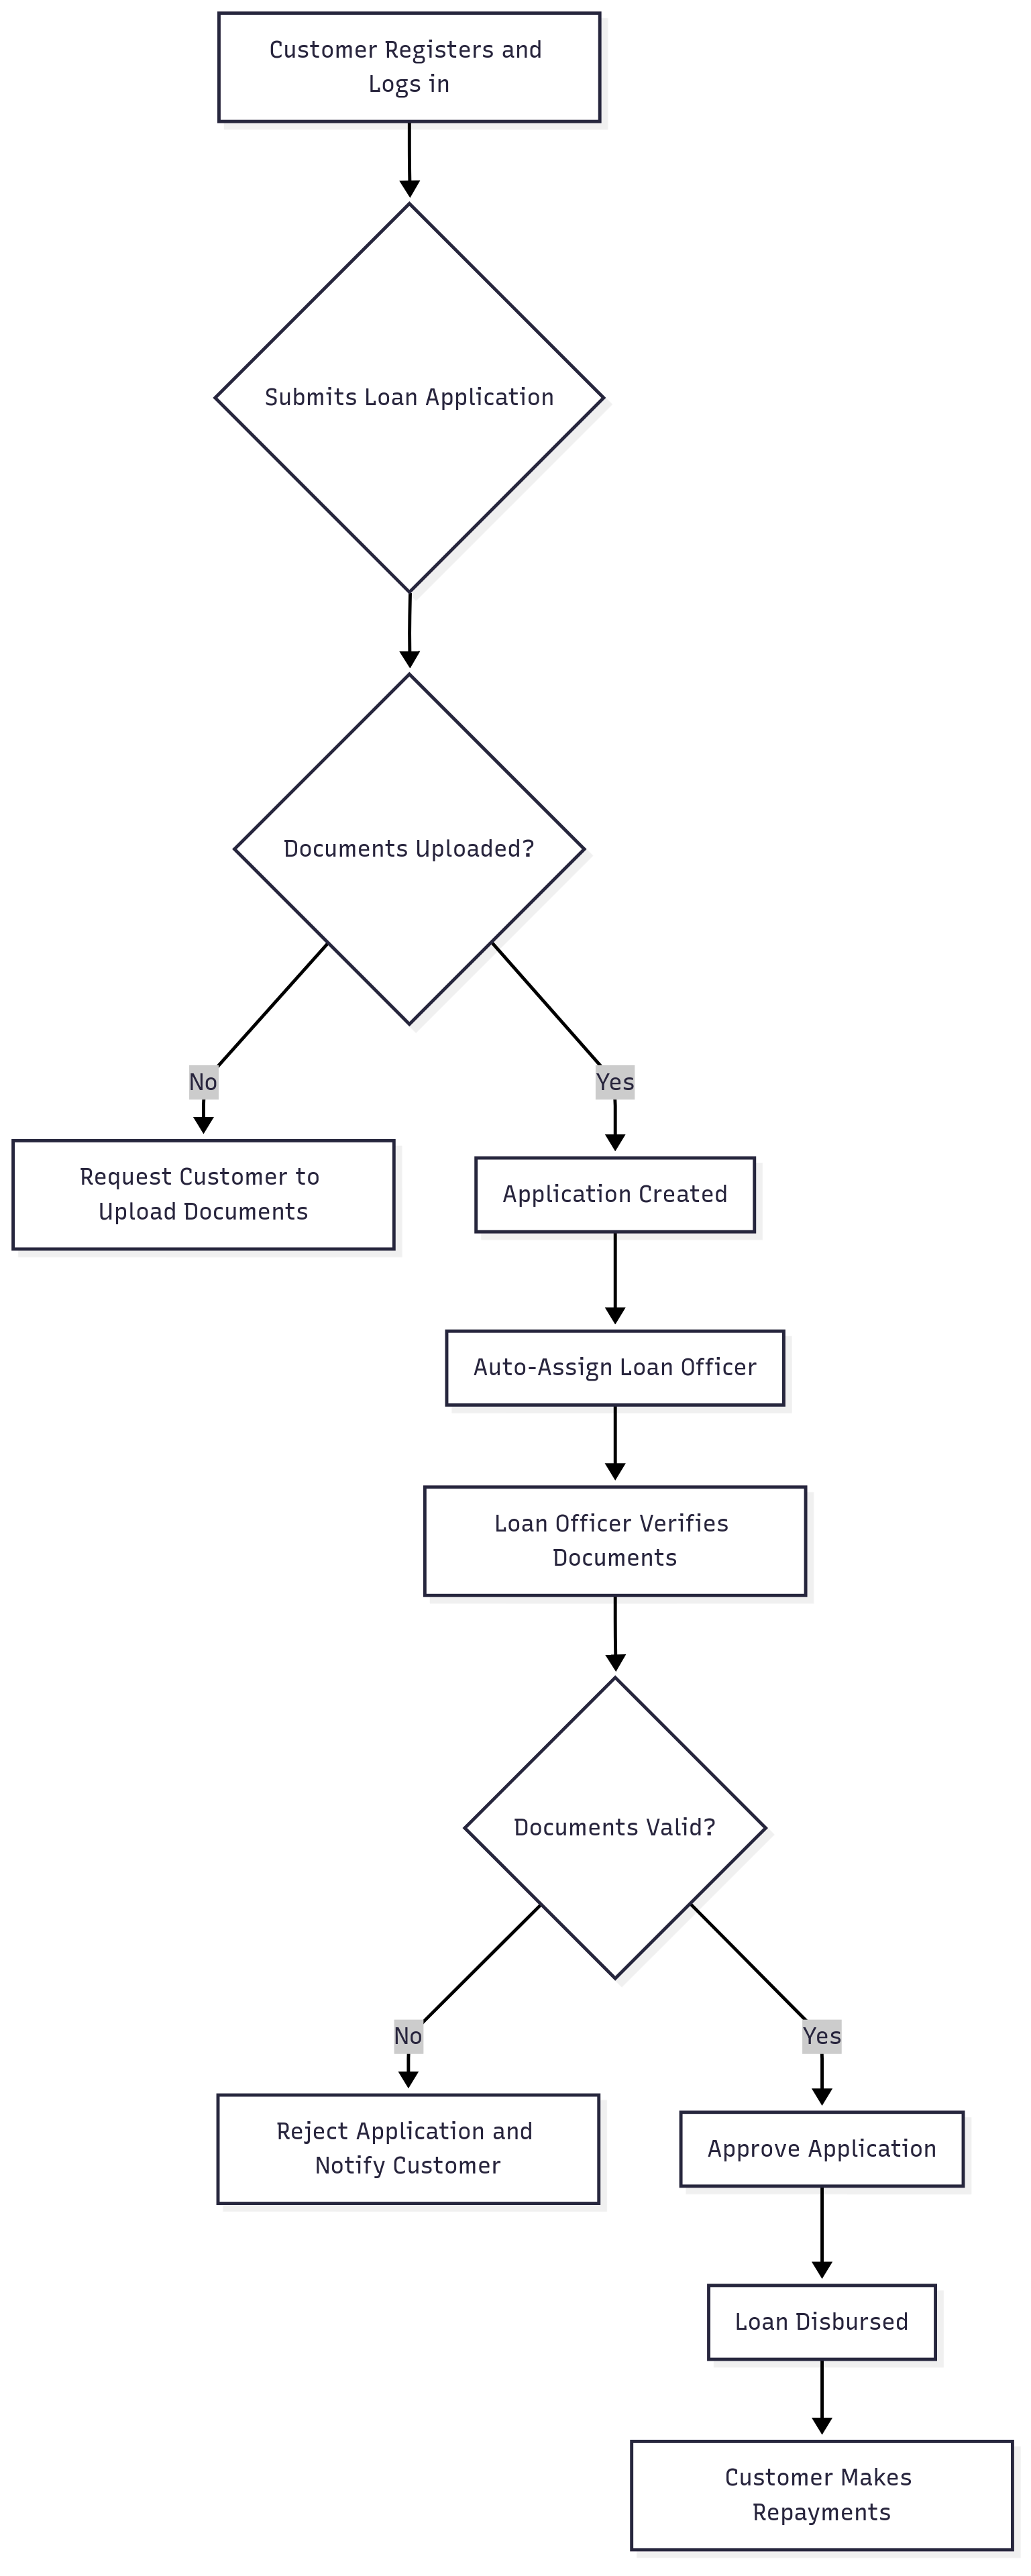 Customer Registers and
Logs in
Submits Loan Application
Documents Uploaded?
No
Yes
Request Customer to
Upload Documents
Application Created
Auto-Assign Loan Officer
Loan Officer Verifies
Documents
Documents Valid?
No
Yes
Reject Application and
Notify Customer
Approve Application
Loan Disbursed
Customer Makes
Repayments